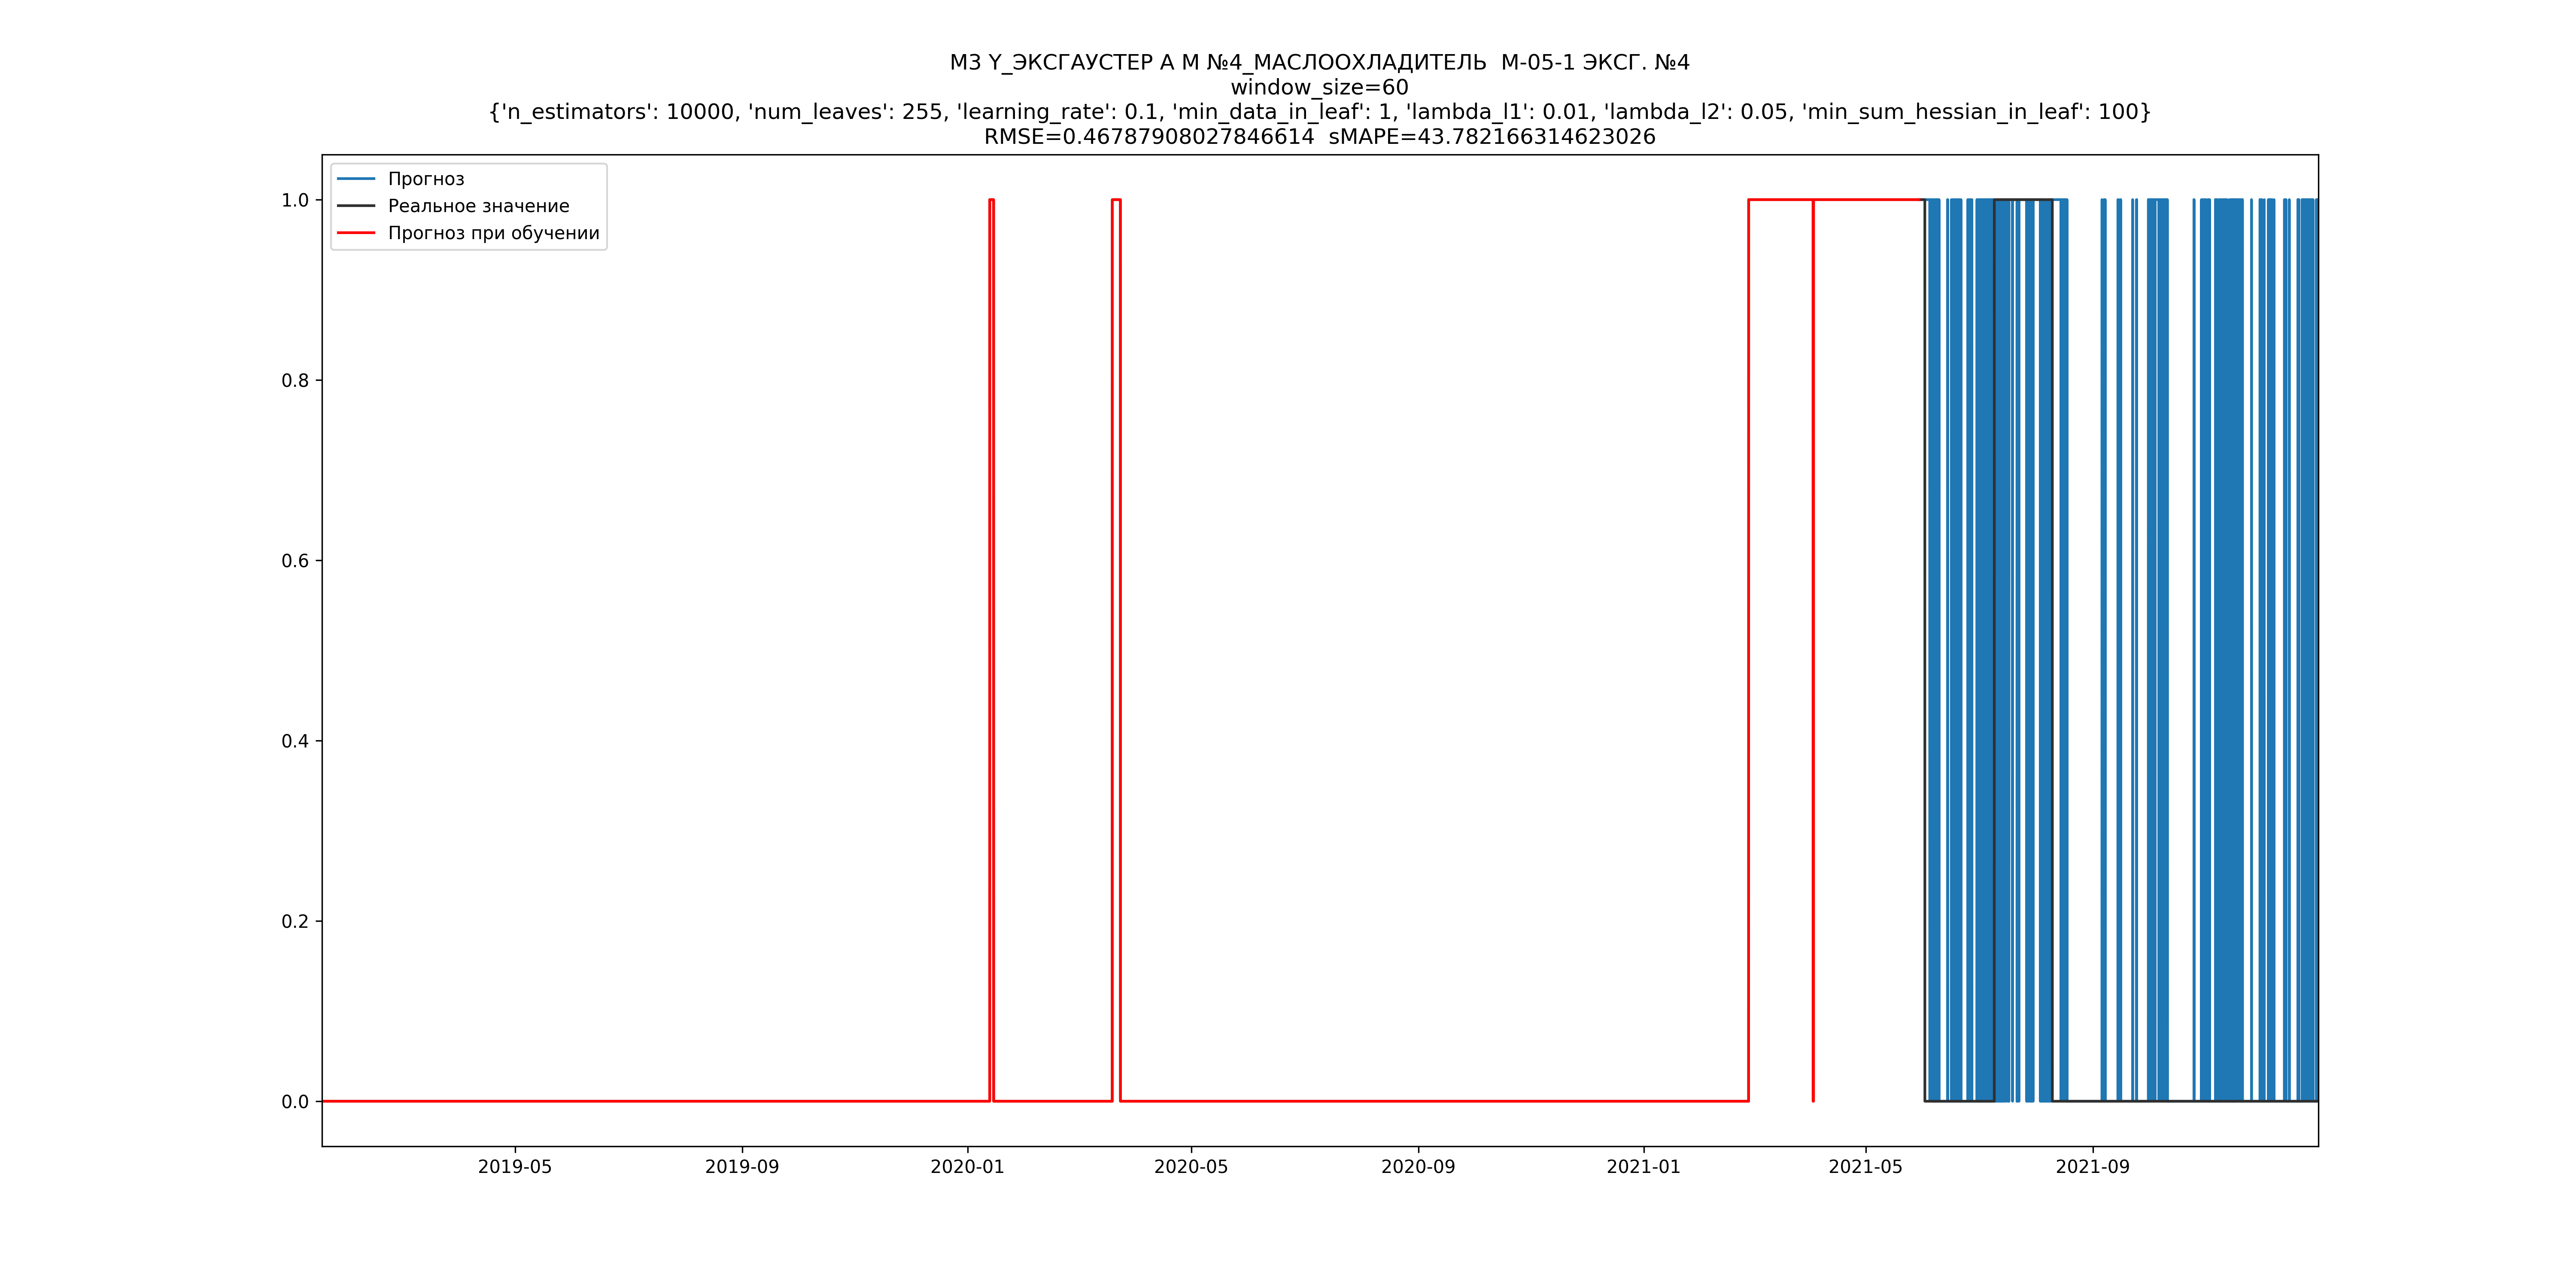 М3 Y_ЭКСГАУСТЕР А М №4_МАСЛООХЛАДИТЕЛЬ  М-05-1 ЭКСГ. №4
window_size=60
{'n_estimators': 10000, 'num_leaves': 255, 'learning_rate': 0.1, 'min_data_in_leaf': 1, 'lambda_l1': 0.01, 'lambda_l2': 0.05, 'min_sum_hessian_in_leaf': 100}
RMSE=0.46787908027846614  sMAPE=43.782166314623026
Прогноз
Реальное значение
Прогноз при обучении
1.0
0.8
0.6
0.4
0.2
0.0
2019-05
2019-09
2020-01
2020-05
2020-09
2021-01
2021-05
2021-09